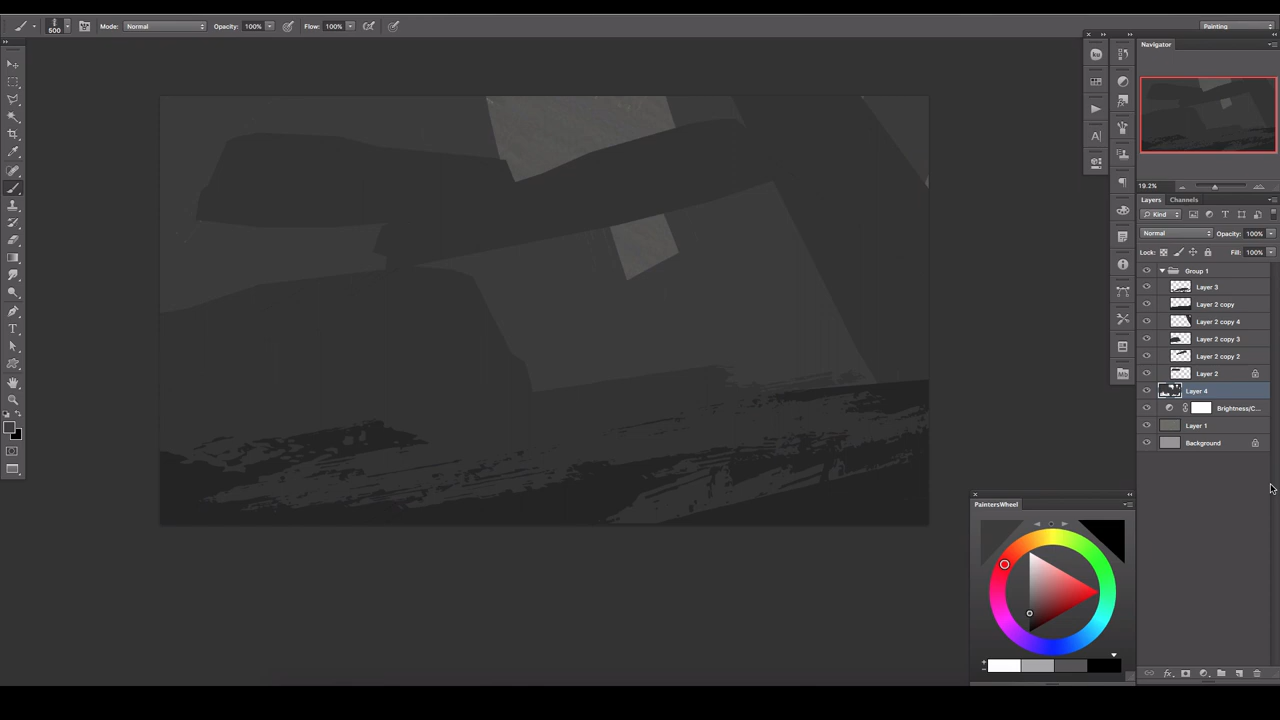 500 Mode: Normal Opacity: 100% Flow: 100% Painting
Navigator
19.2%
Layers Channels
Kind
Normal Opacity: 100%
Lock: Fill: 100%
Group 1
Layer 3
Layer 2 copy
Layer 2 copy 4
Layer 2 copy 3
Layer 2 copy 2
Layer 2
Layer 4
Brightness/C...
Layer 1
Background
PaintersWheel